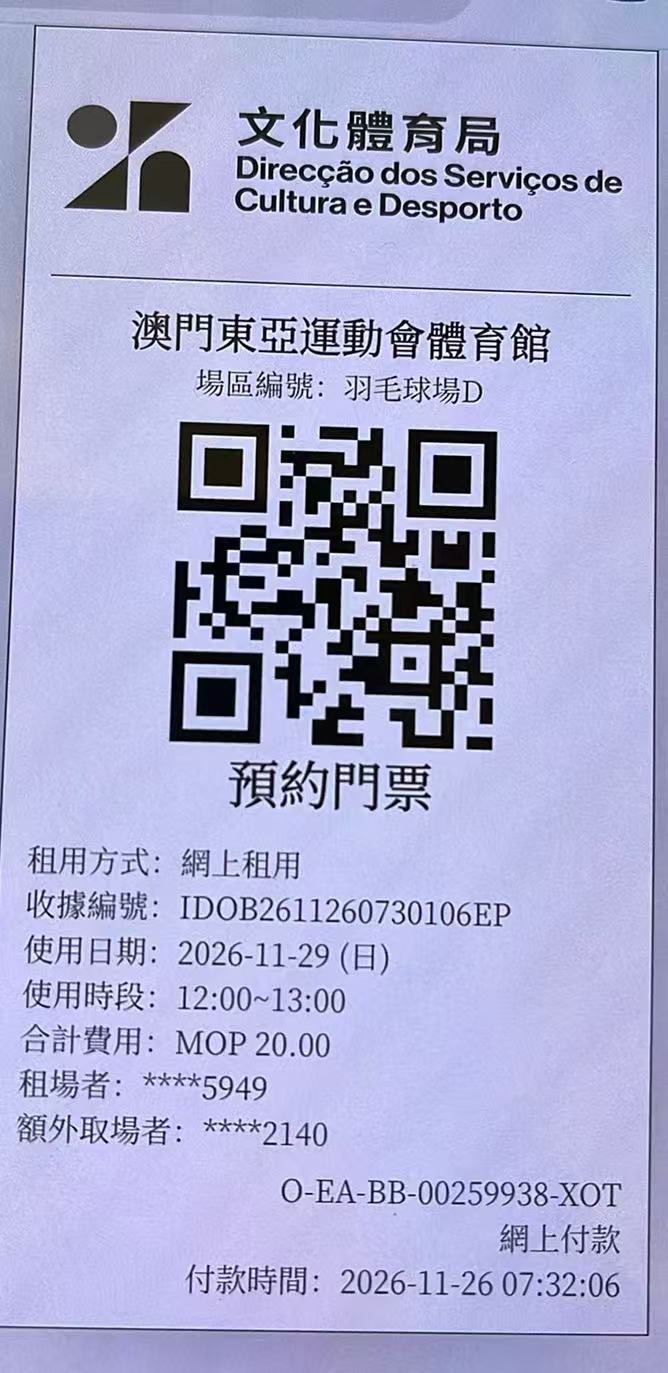 文化體育局
Direcção dos Serviços de
Cultura e Desporto
澳門東亞運動會體育館
場區編號：羽毛球場D
預約門票
租用方式：網上租用
收據編號：IDOB2611260730106EP
使用日期：2026-11-29 (日)
使用時段：12:00~13:00
合計費用：MOP 20.00
租場者：****5949
額外取場者：****2140
O-EA-BB-00259938-XOT
網上付款
付款時間：2026-11-26 07:32:06